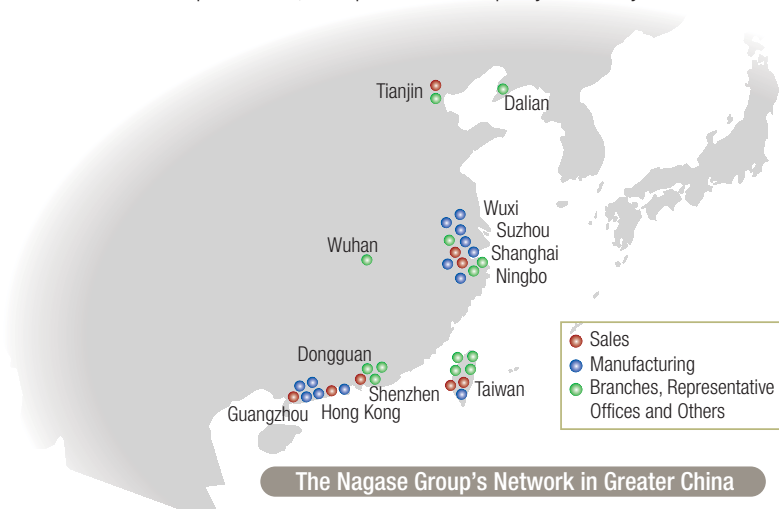 Tianjin
Dalian
Wuxi
Suzhou
Shanghai
Ningbo
Wuhan
Dongguan
Shenzhen
Taiwan
Guangzhou
Hong Kong
Sales
Manufacturing
Branches, Representative
Offices and Others
The Nagase Group's Network in Greater China